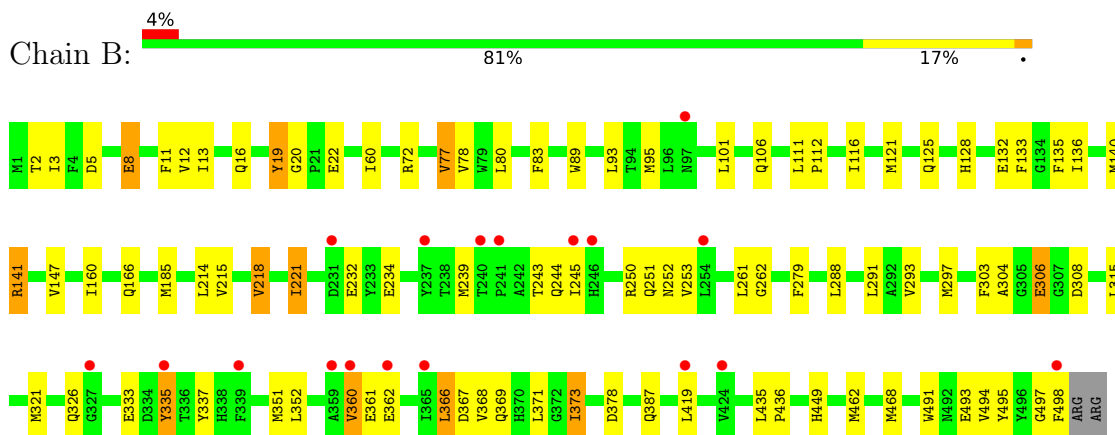 4%
Chain B:
81% 17% •
M1 T2 I3 F4 D5 E8 F11 V12 I13 Q16 Y19 G20 P21 E22 I60 R72 V77 V78 W79 L80 F83 W89 L93 T94 M95 L96 N97 L101 Q106 L111 P112 I116 M121 Q125 H128 E132 F133 G134 F135 I136 M140
R141 V147 I160 Q166 M185 L214 V215 V218 I221 D231 E232 Y233 E234 Y237 T238 M239 T240 P241 A242 T243 Q244 I245 H246 R250 Q251 N252 V253 L254 L261 G262 F279 L288 L291 A292 V293 M297 F303 A304 G305 E306 G307 D308 L315
M321 Q326 G327 E333 D334 Y335 T336 Y337 H338 F339 M351 L352 A359 V360 E361 E362 I365 L366 D367 V368 Q369 H370 L371 G372 I373 D378 Q387 L419 V424 L435 P436 H449 M462 M468 W491 N492 E493 V494 Y495 Y496 G497 F498 ARG ARG